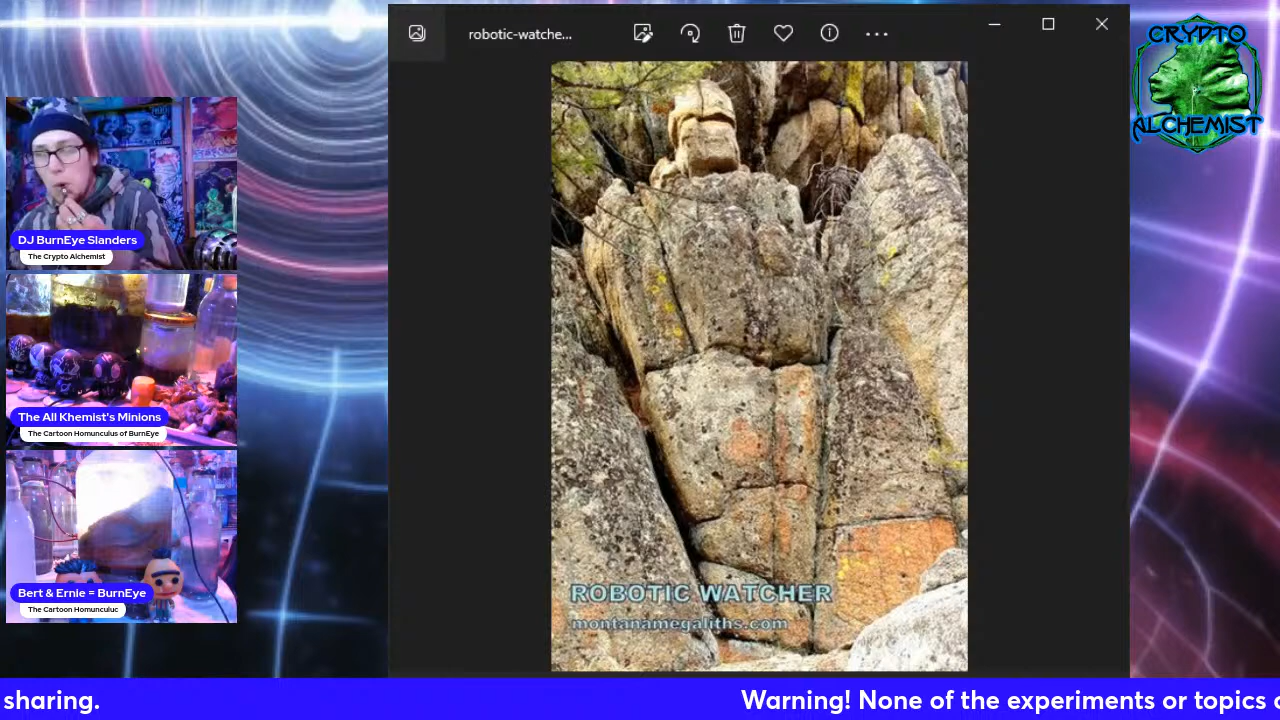 robotic-watche...
CRYPTO
ALCHEMIST
DJ BurnEye Slanders
The Crypto Alchemist
The All Khemist's Minions
The Cartoon Homunculus of BurnEye
Bert & Ernie = BurnEye
The Cartoon Homunculuc
ROBOTIC WATCHER
montanamegaliths.com
sharing.
Warning! None of the experiments or topics